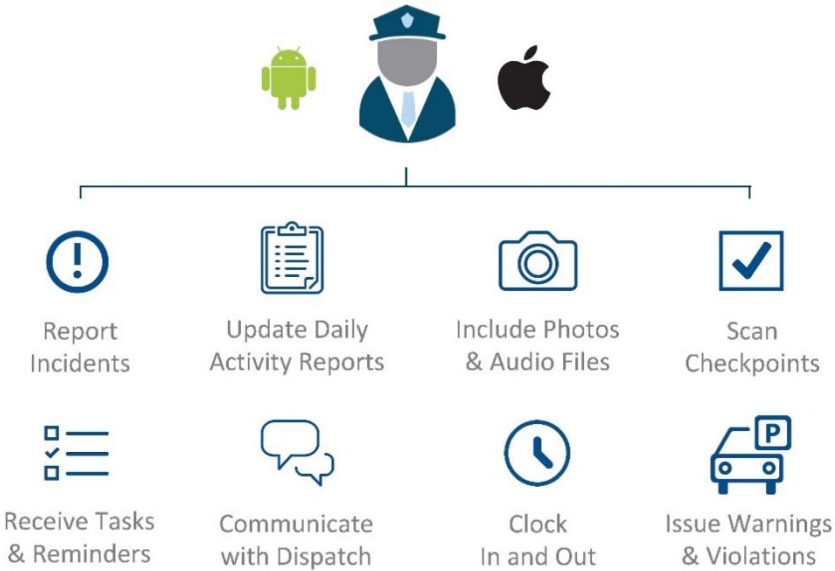 Report
Incidents
Update Daily
Activity Reports
Include Photos
& Audio Files
Scan
Checkpoints
P
Receive Tasks
& Reminders
Communicate
with Dispatch
Clock
In and Out
Issue Warnings
& Violations